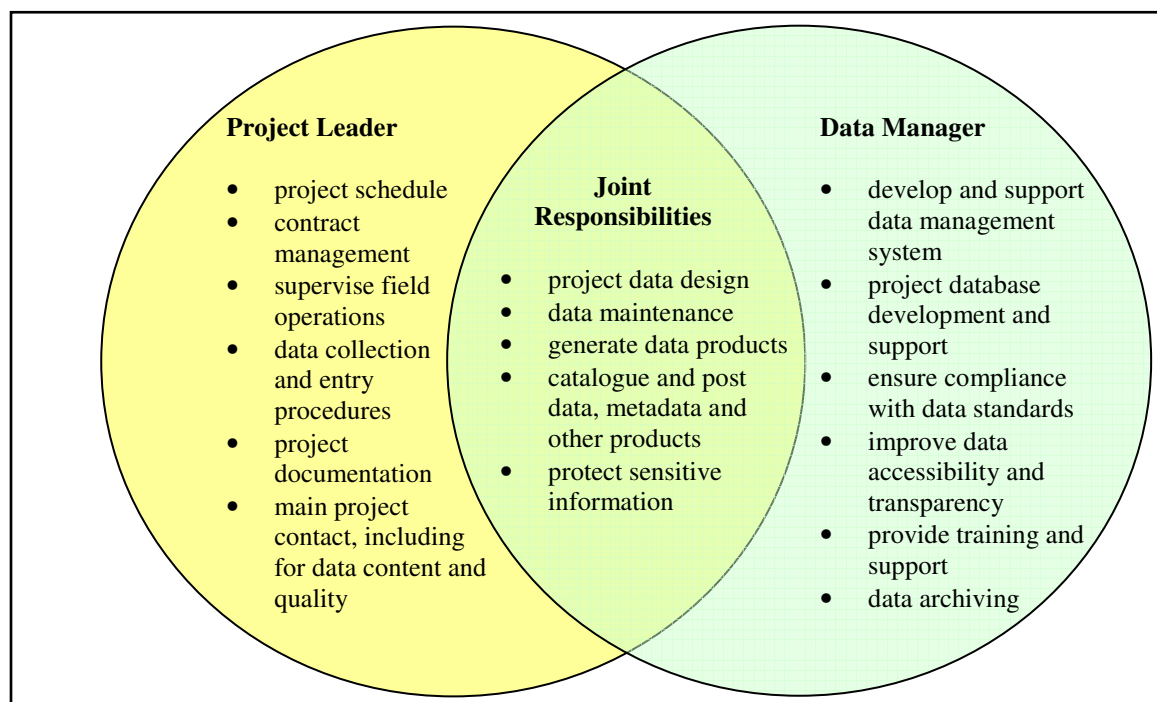 Project Leader
• project schedule
• contract
management
• supervise field
operations
• data collection
and entry
procedures
• project
documentation
• main project
contact, including
for data content and
quality
Joint
Responsibilities
• project data design
• data maintenance
• generate data products
• catalogue and post
data, metadata and
other products
• protect sensitive
information
Data Manager
• develop and support
data management
system
• project database
development and
support
• ensure compliance
with data standards
• improve data
accessibility and
transparency
• provide training and
support
• data archiving